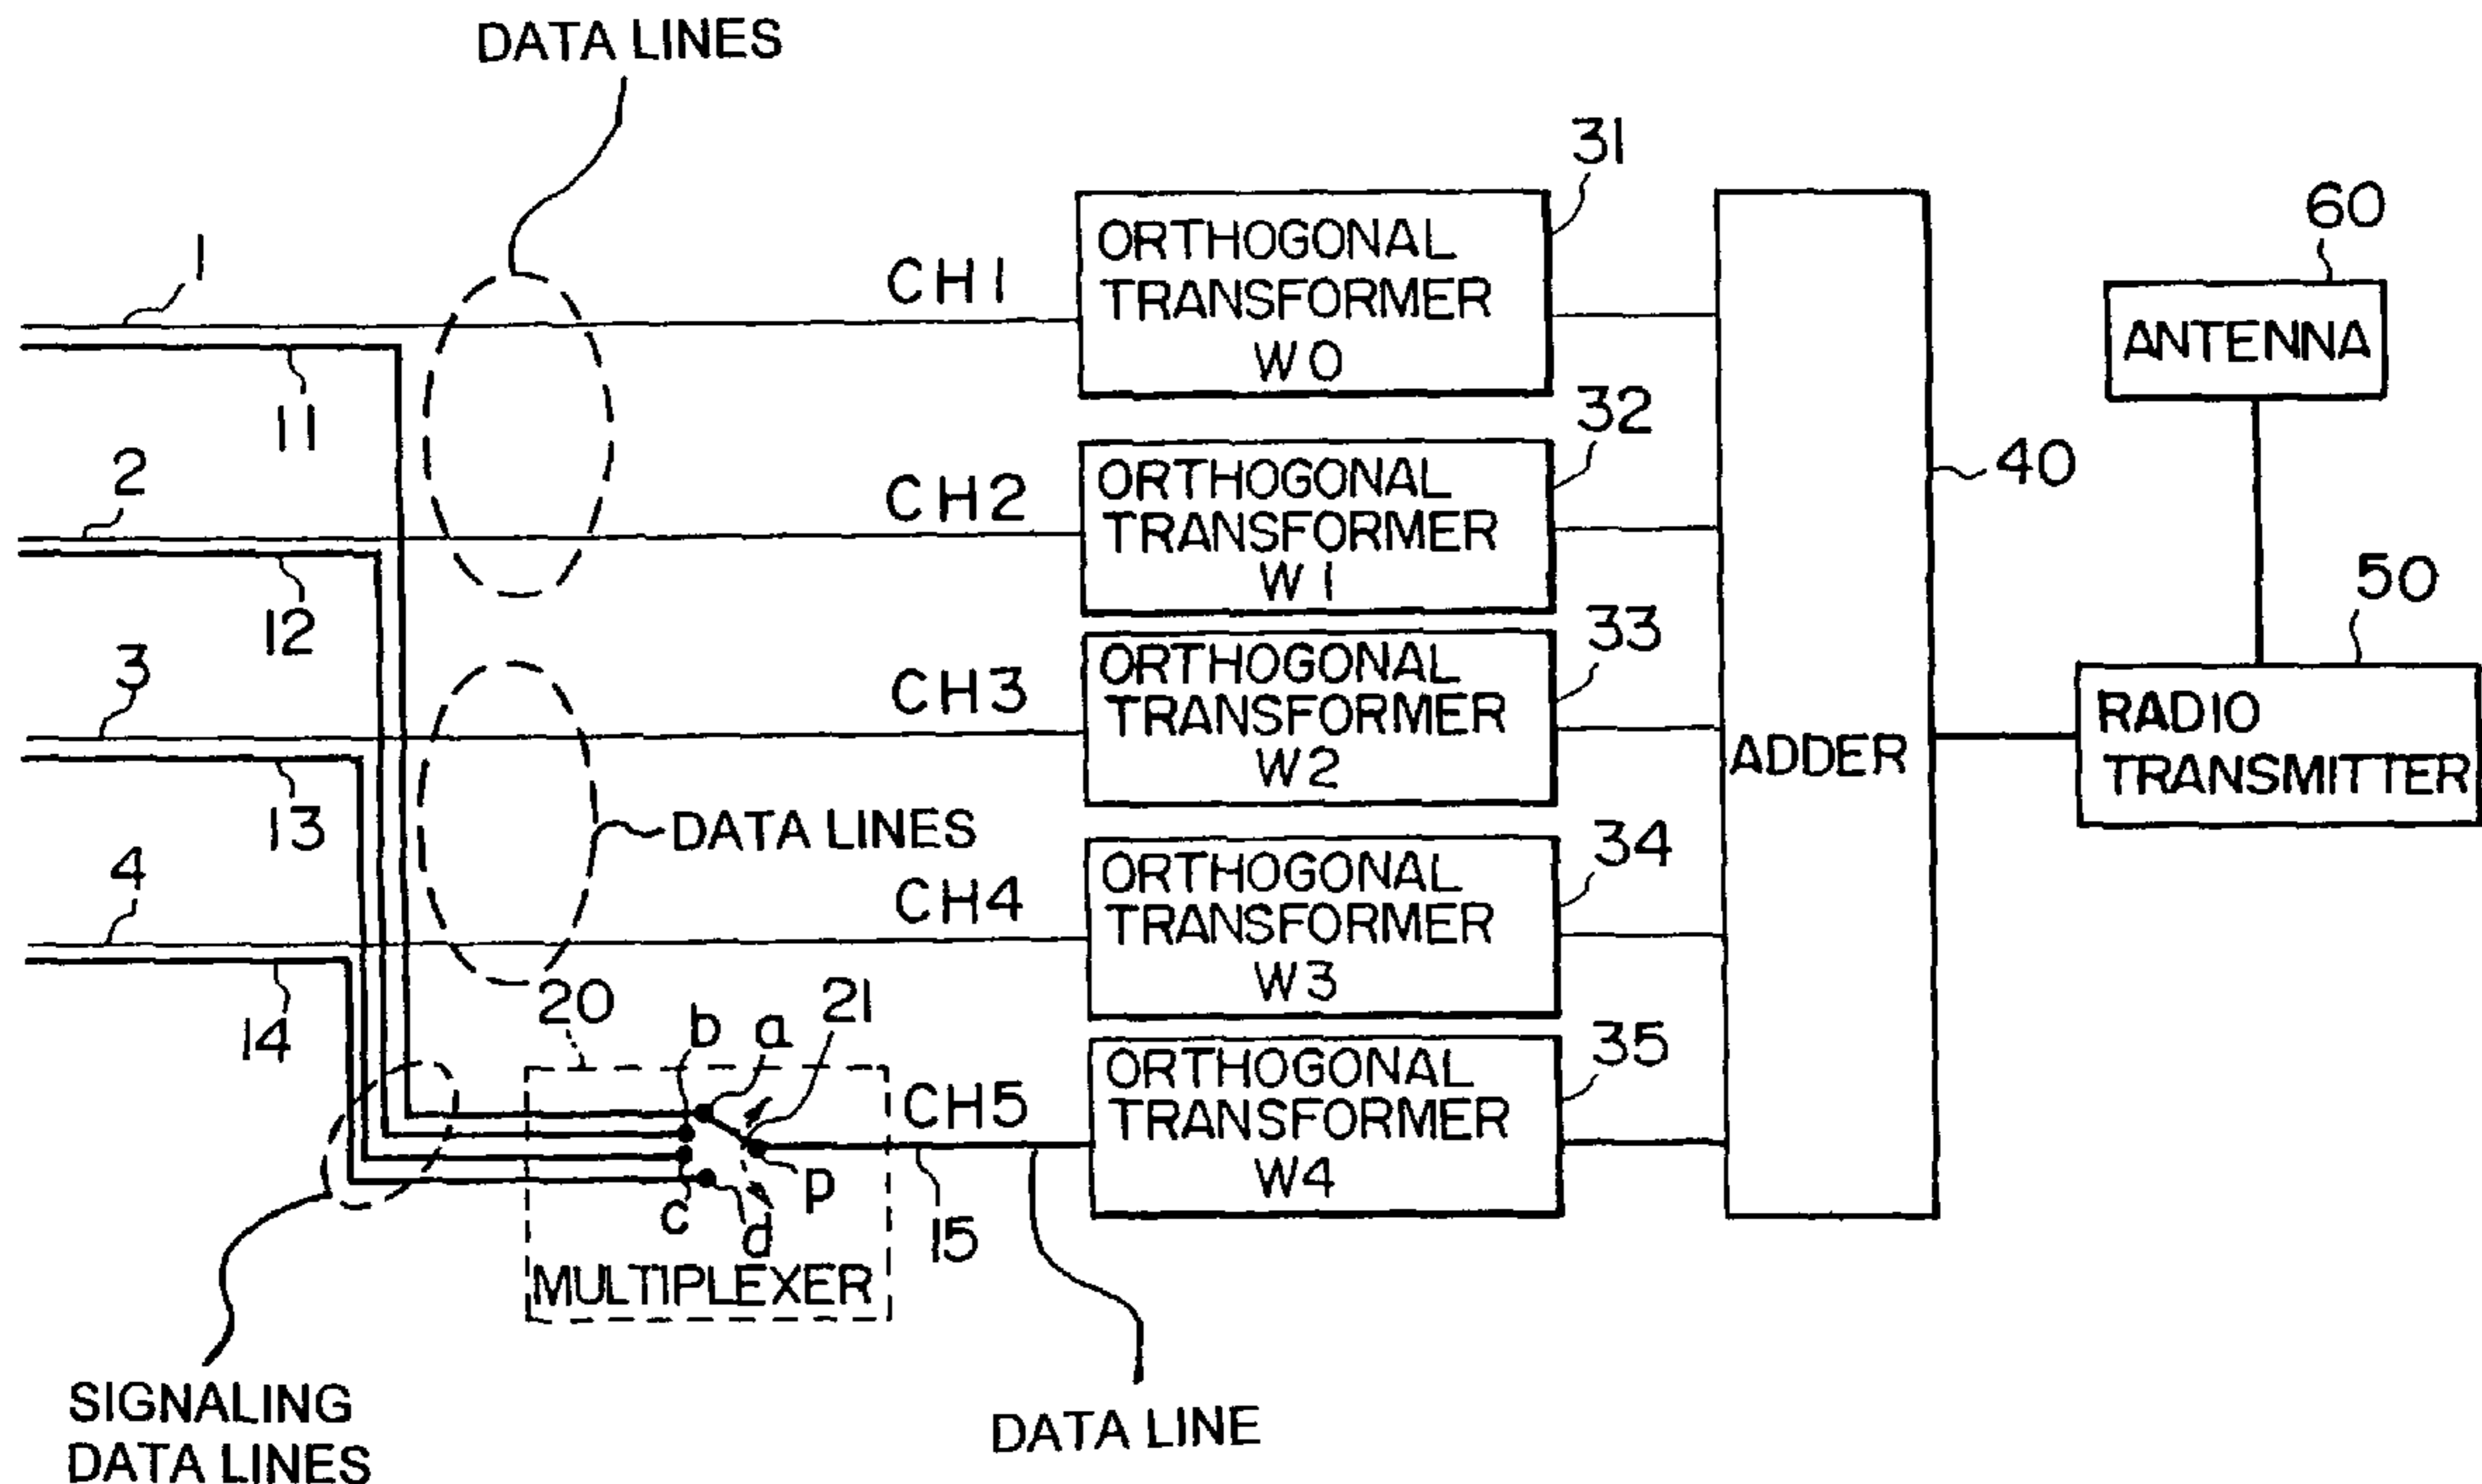 DATA LINES
31
ORTHOGONAL
TRANSFORMER
W0
60
ANTENNA
1
CH1
11
32
ORTHOGONAL
TRANSFORMER
W1
40
2
CH2
12
50
RADIO
TRANSMITTER
33
ORTHOGONAL
TRANSFORMER
W2
3
CH3
13
ADDER
DATA LINES
34
ORTHOGONAL
TRANSFORMER
W3
4
CH4
14
20
b
a
21
35
ORTHOGONAL
TRANSFORMER
W4
CH5
p
c
d
15
MULTIPLEXER
SIGNALING
DATA LINES
DATA LINE